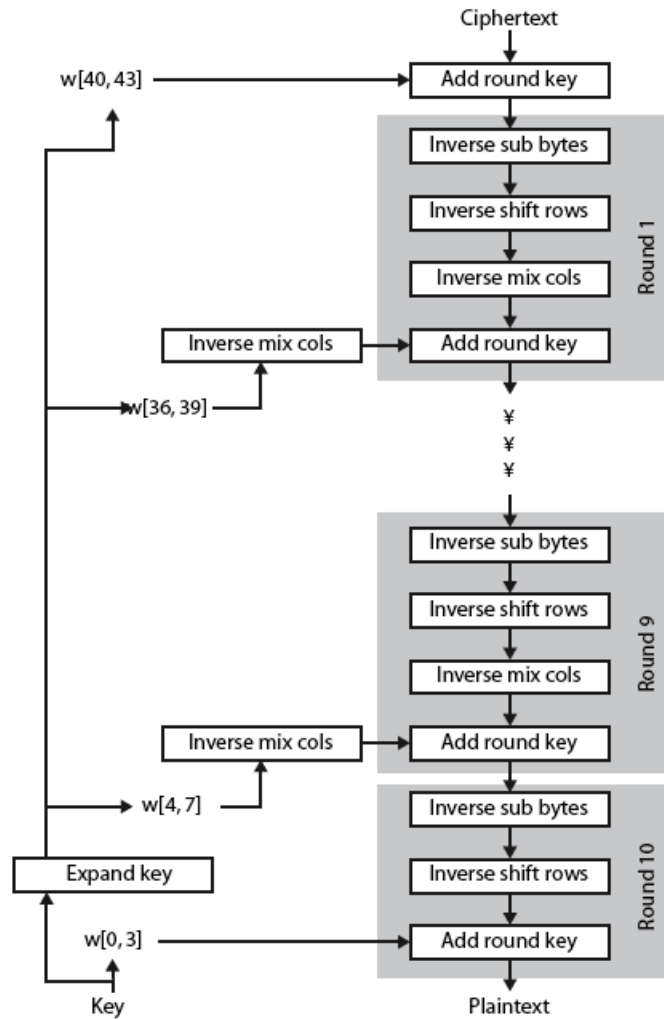 Ciphertext
w[40, 43]
Add round key
Inverse sub bytes
Inverse shift rows
Round 1
Inverse mix cols
Inverse mix cols
Add round key
w[36, 39]
¥
¥
¥
Inverse sub bytes
Inverse shift rows
Round 9
Inverse mix cols
Inverse mix cols
Add round key
w[4, 7]
Inverse sub bytes
Expand key
Inverse shift rows
Round 10
w[0, 3]
Add round key
Key
Plaintext